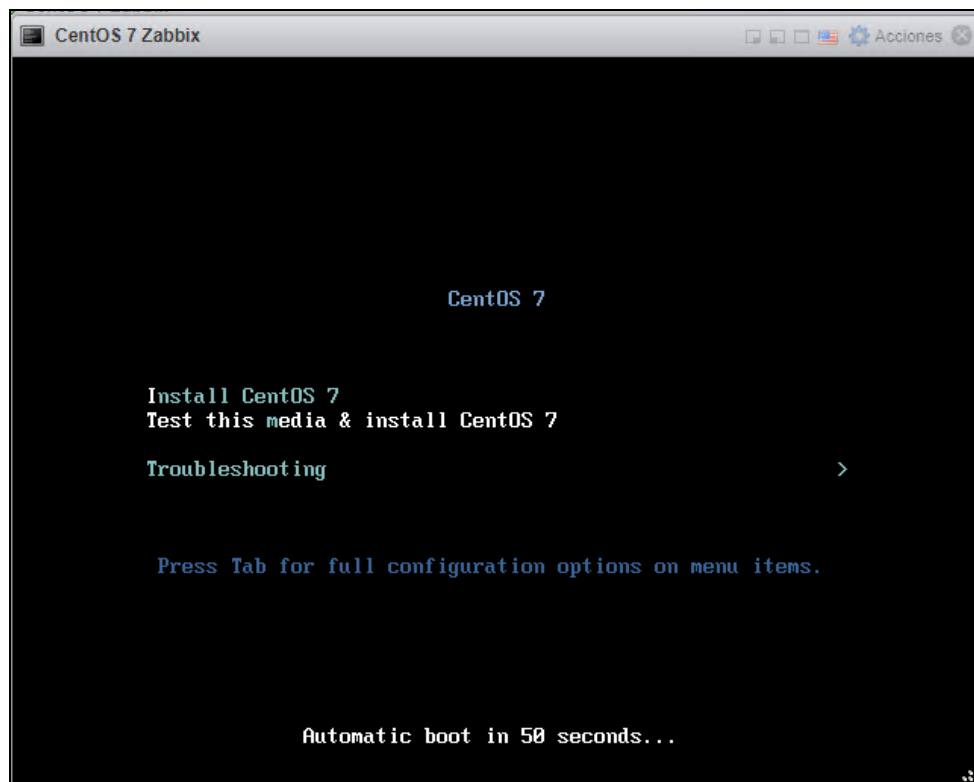 CentOS 7 Zabbix
Acciones
CentOS 7
Install CentOS 7
Test this media & install CentOS 7
Troubleshooting >
Press Tab for full configuration options on menu items.
Automatic boot in 50 seconds...